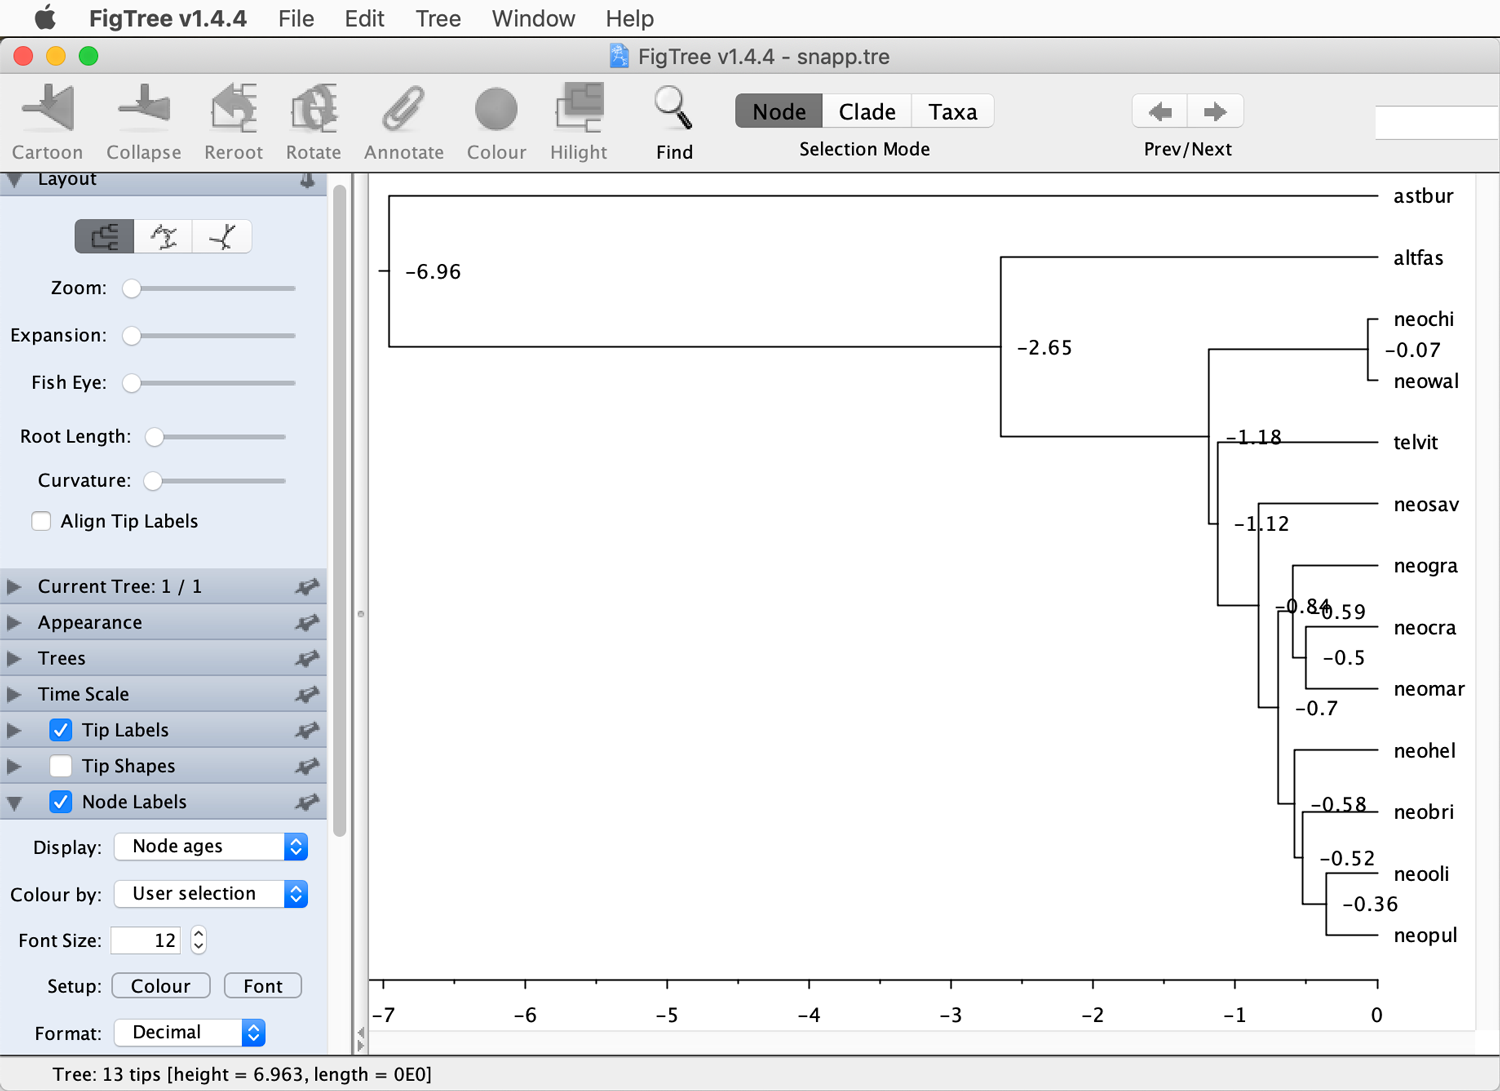 FigTree v1.4.4 File Edit Tree Window Help
FigTree v1.4.4 - snapp.tre
Cartoon Collapse Reroot Rotate Annotate Colour Hilight Find
Node Clade Taxa
Selection Mode
Prev/Next
Layout
Zoom:
Expansion:
Fish Eye:
Root Length:
Curvature:
Align Tip Labels
Current Tree: 1 / 1
Appearance
Trees
Time Scale
Tip Labels
Tip Shapes
Node Labels
Display: Node ages
Colour by: User selection
Font Size: 12
Setup: Colour Font
Format: Decimal
astbur
altfas
-6.96
neochi
-2.65
-0.07
neowal
-1.18
telvit
neosav
-1.12
neogra
-0.84
-0.59
neocra
-0.5
neomar
-0.7
neohel
-0.58
neobri
-0.52
neooli
-0.36
neopul
-7 -6 -5 -4 -3 -2 -1 0
Tree: 13 tips [height = 6.963, length = 0E0]